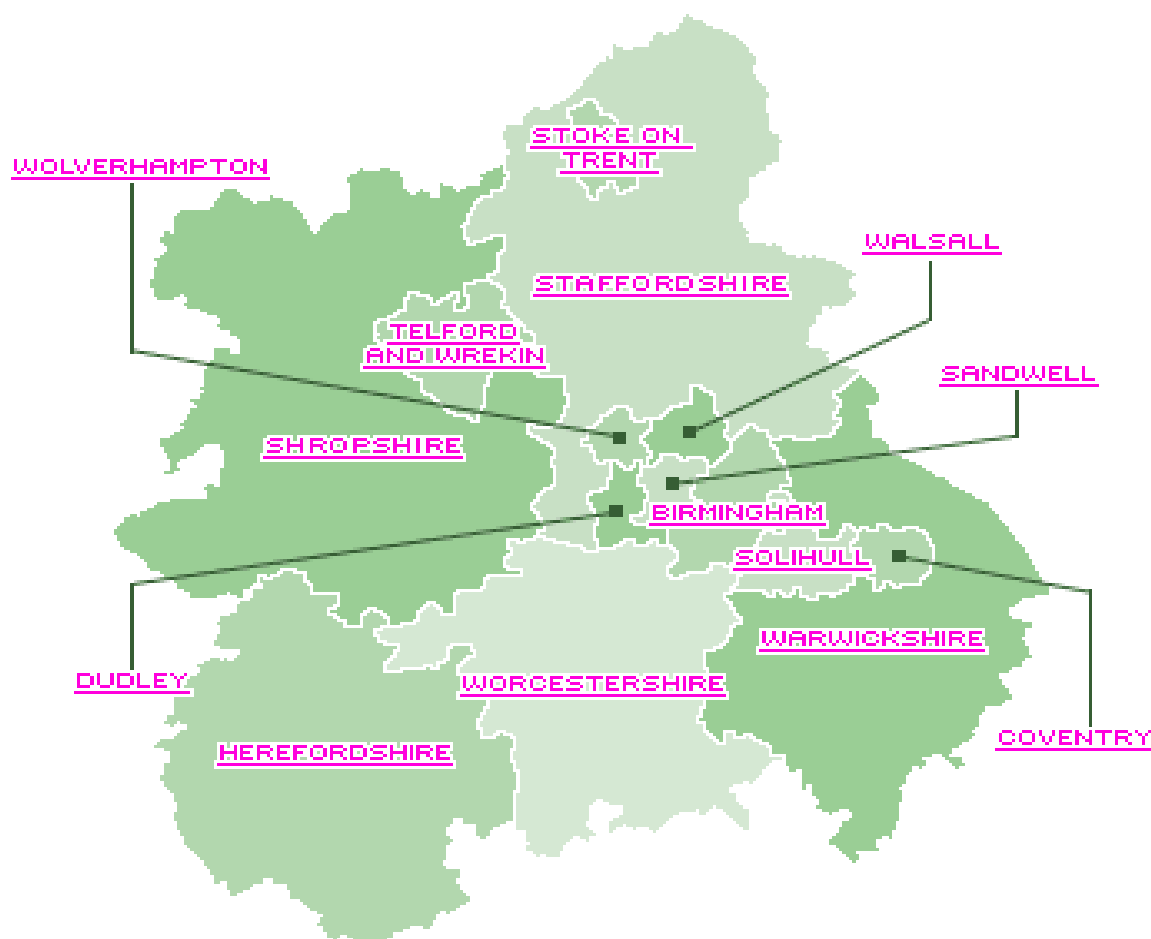 STOKE ON
TRENT
WOLVERHAMPTON
WALSALL
STAFFORDSHIRE
TELFORD
AND WREKIN
SANDWELL
SHROPSHIRE
BIRMINGHAM
SOLIHULL
WARWICKSHIRE
DUDLEY
WORCESTERSHIRE
COVENTRY
HEREFORDSHIRE